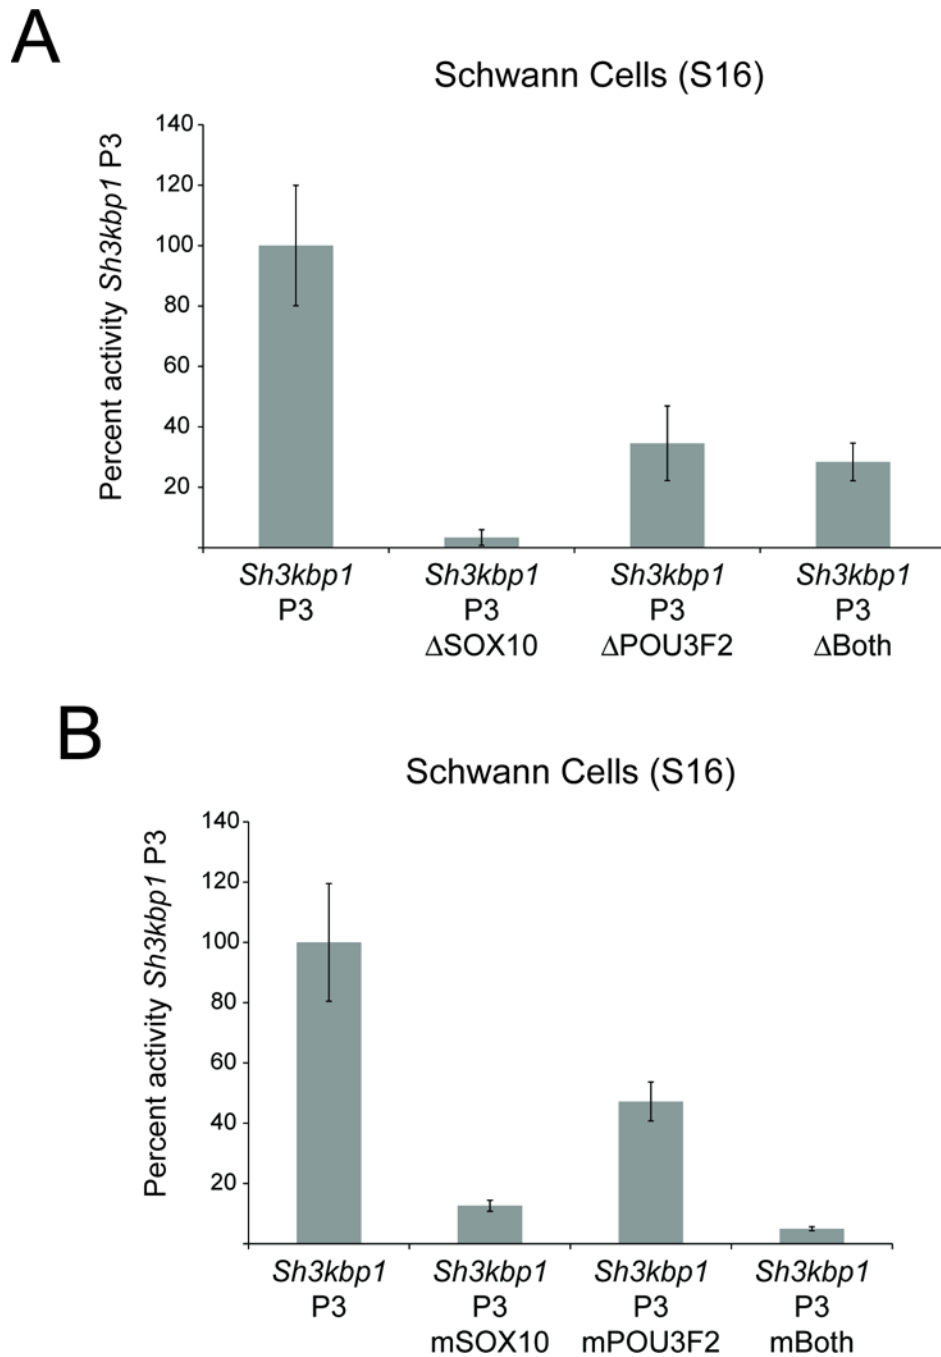 A
Schwann Cells (S16)
Percent activity Sh3kbp1 P3
140
120
100
80
60
40
20
Sh3kbp1 Sh3kbp1 Sh3kbp1 Sh3kbp1
P3 P3 P3 P3
ΔSOX10 ΔPOU3F2 ΔBoth
B
Schwann Cells (S16)
Percent activity Sh3kbp1 P3
140
120
100
80
60
40
20
Sh3kbp1 Sh3kbp1 Sh3kbp1 Sh3kbp1
P3 P3 P3 P3
mSOX10 mPOU3F2 mBoth